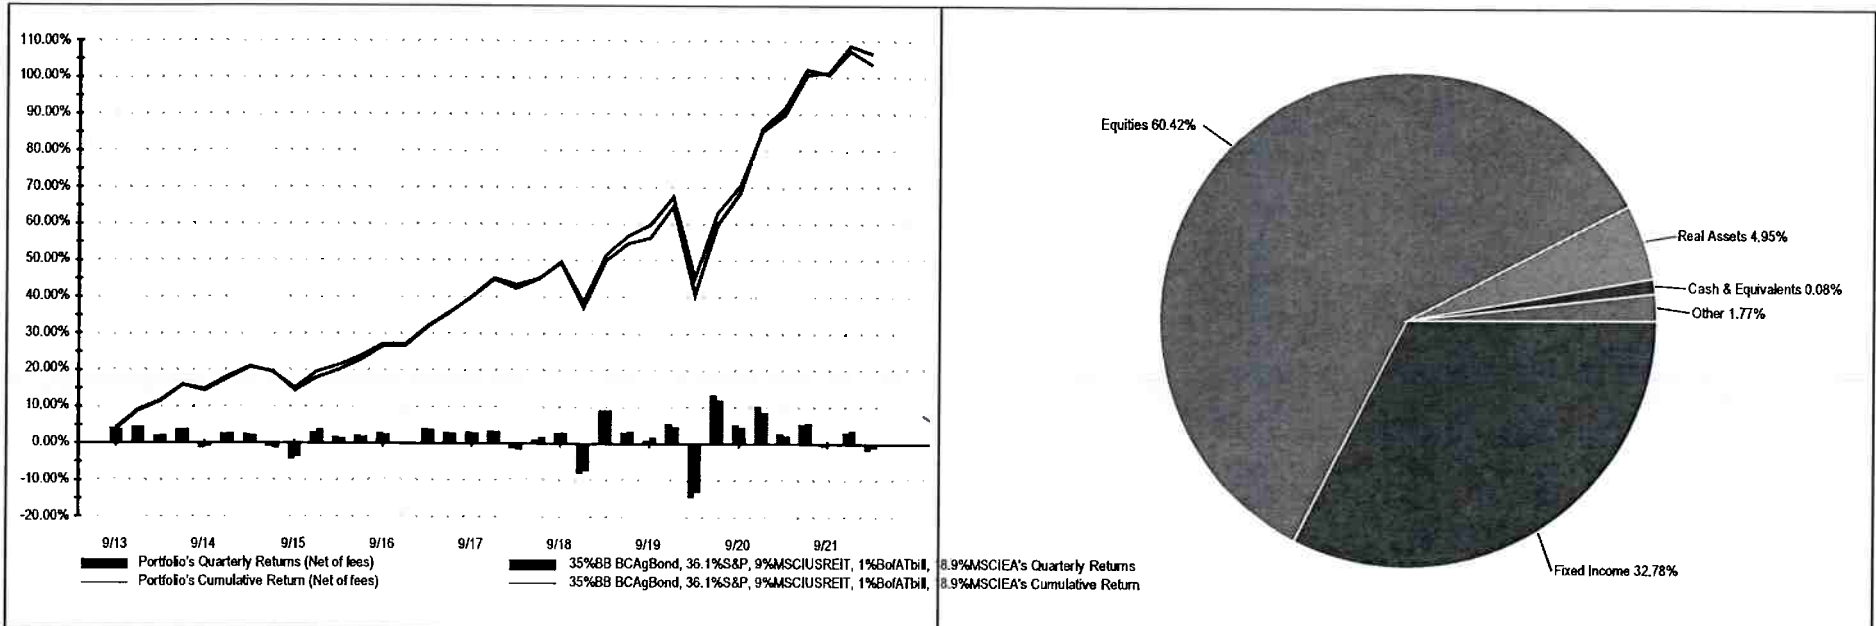 110.00%
100.00%
90.00%
80.00%
70.00%
60.00%
50.00%
40.00%
30.00%
20.00%
10.00%
0.00%
-10.00%
-20.00%
9/13 9/14 9/15 9/16 9/17 9/18 9/19 9/20 9/21
Portfolio's Quarterly Returns (Net of fees)
35%BB BCAgBond, 36.1%S&P, 9%MSCIUSREIT, 1%BofATbill, 8.9%MSCIEA's Quarterly Returns
Portfolio's Cumulative Return (Net of fees)
35%BB BCAgBond, 36.1%S&P, 9%MSCIUSREIT, 1%BofATbill, 8.9%MSCIEA's Cumulative Return
Equities 60.42%
Real Assets 4.95%
Cash & Equivalents 0.08%
Other 1.77%
Fixed Income 32.78%